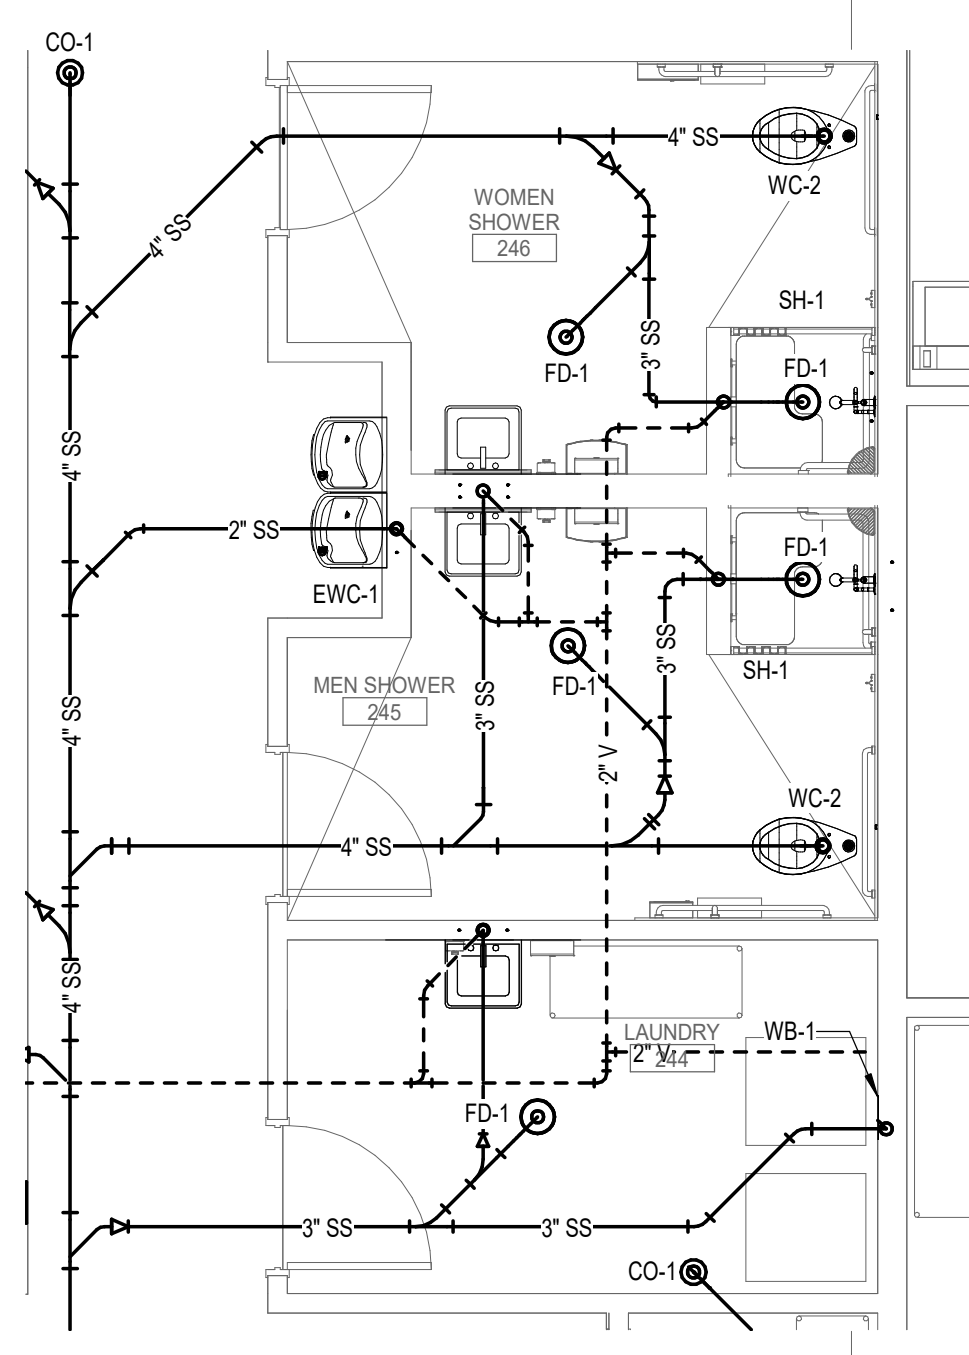 CO-1
4" SS
WC-2
WOMEN
SHOWER
246
4" SS
SH-1
3" SS
FD-1
FD-1
4" SS
2" SS
FD-1
EWC-1
3" SS
SH-1
FD-1
MEN SHOWER
245
3" SS
4" SS
2" V
WC-2
4" SS
4" SS
LAUNDRY
244
2" V
WB-1
FD-1
3" SS
3" SS
CO-1